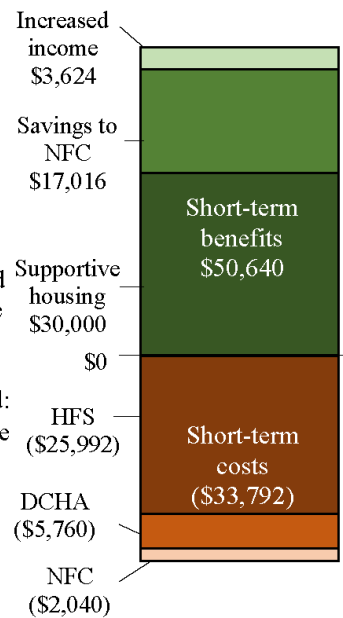 Increased
income
$3,624
Savings to
NFC
$17,016
Short-term
benefits
$50,640
Supportive
housing
$30,000
$0
HFS
($25,992)
Short-term
costs
($33,792)
DCHA
($5,760)
NFC
($2,040)